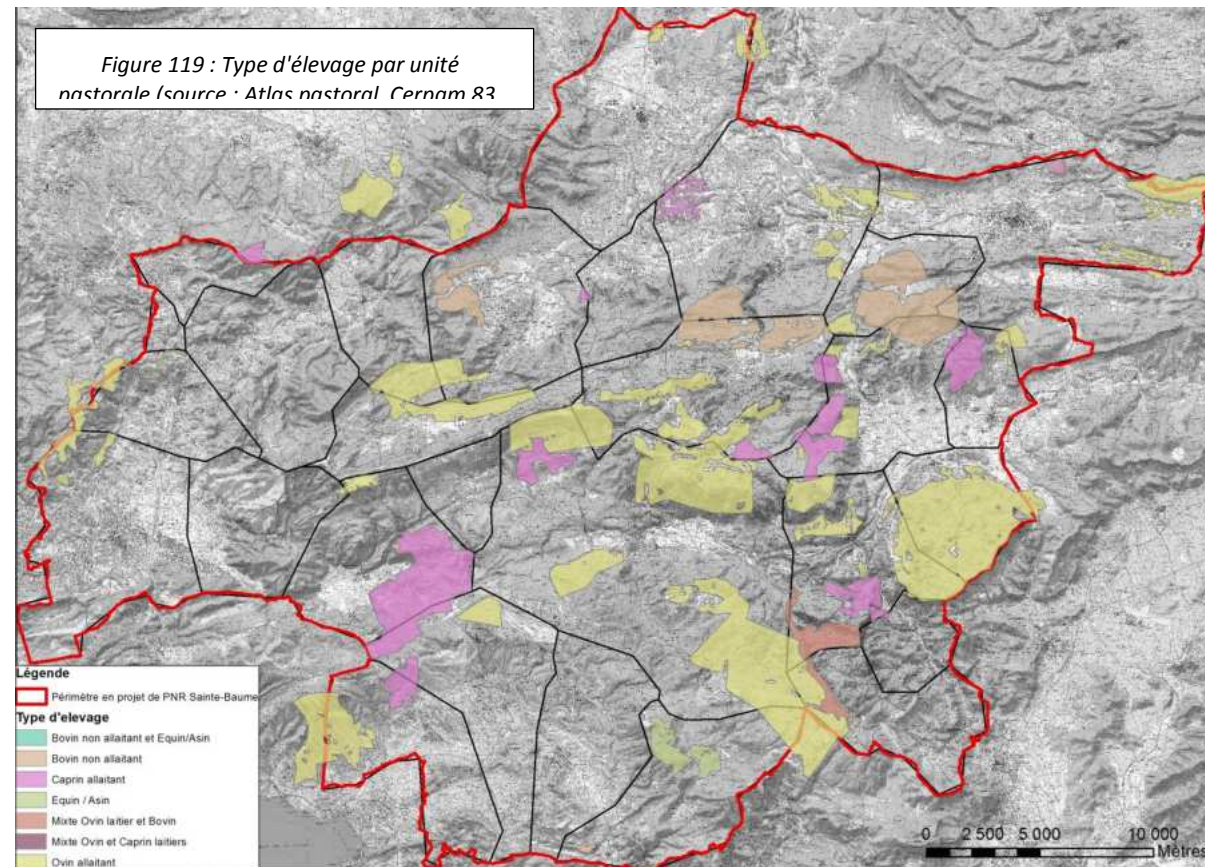 Figure 119 : Type d'élevage par unité
pastorale (source : Atlas pastoral, Cerpam 83
Légende
Périmètre en projet de PNR Sainte-Baume
Type d'elevage
Bovin non allaitant et Equin/Asin
Bovin non allaitant
Caprin allaitant
Equin / Asin
Mixte Ovin laitier et Bovin
Mixte Ovin et Caprin laitiers
Ovin allaitant
0 2 500 5 000 10 000
Mètres